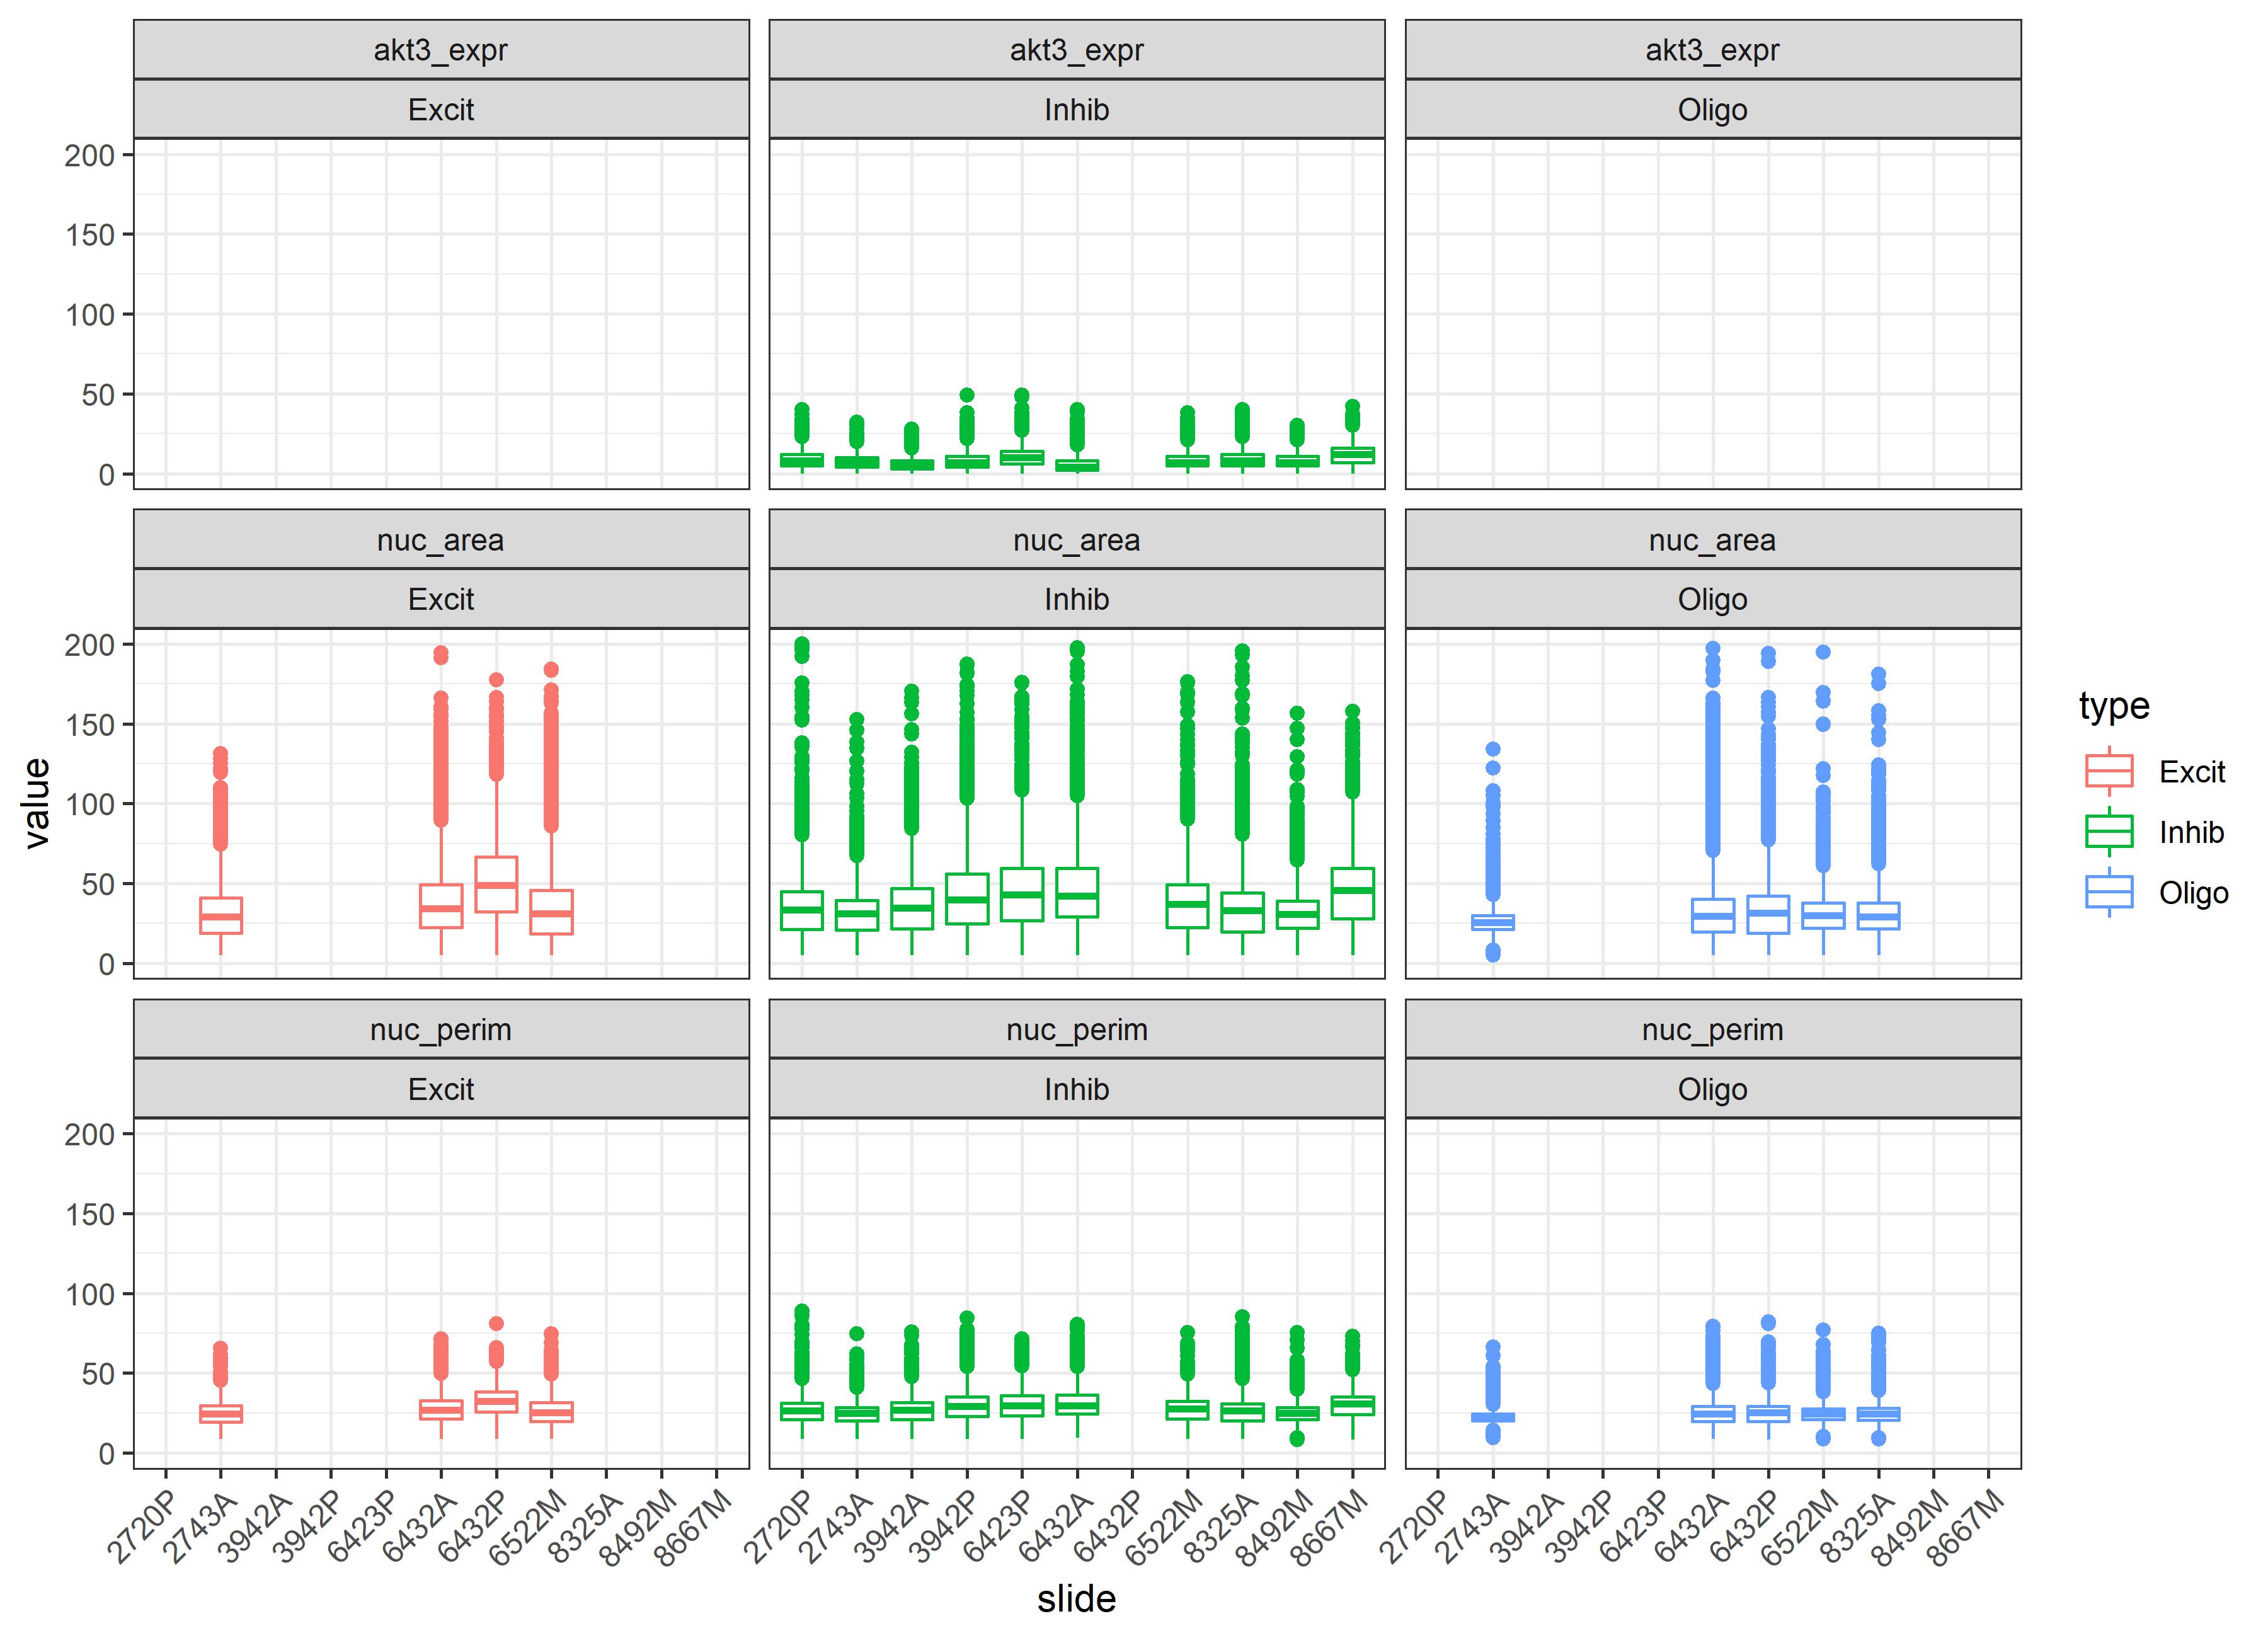 akt3_expr akt3_expr akt3_expr
Excit Inhib Oligo
200
150
100
50
0
nuc_area nuc_area nuc_area
Excit Inhib Oligo
200
150
100
50
0
nuc_perim nuc_perim nuc_perim
Excit Inhib Oligo
200
150
100
50
0
2720P 2743A 3942A 3942P 6423P 6432A 6432P 6522M 8325A 8492M 8667M
2720P 2743A 3942A 3942P 6423P 6432A 6432P 6522M 8325A 8492M 8667M
2720P 2743A 3942A 3942P 6423P 6432A 6432P 6522M 8325A 8492M 8667M
slide
value
type
Excit
Inhib
Oligo